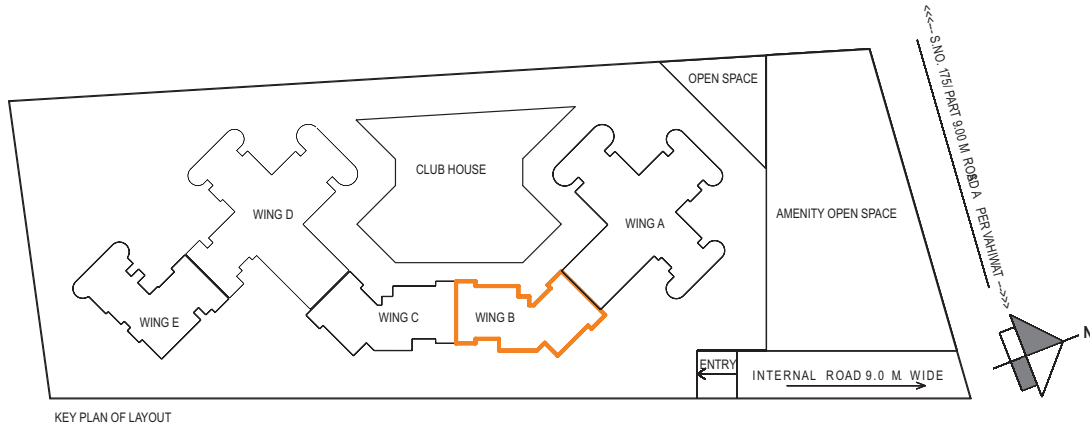 <<<--- S.NO. 175/ PART 9.00 M. ROAD A PER VAHIWAT --->>>
OPEN SPACE
CLUB HOUSE
WING D
WING A
AMENITY OPEN SPACE
WING E
WING C
WING B
N
ENTRY
INTERNAL ROAD 9.0 M. WIDE
KEY PLAN OF LAYOUT